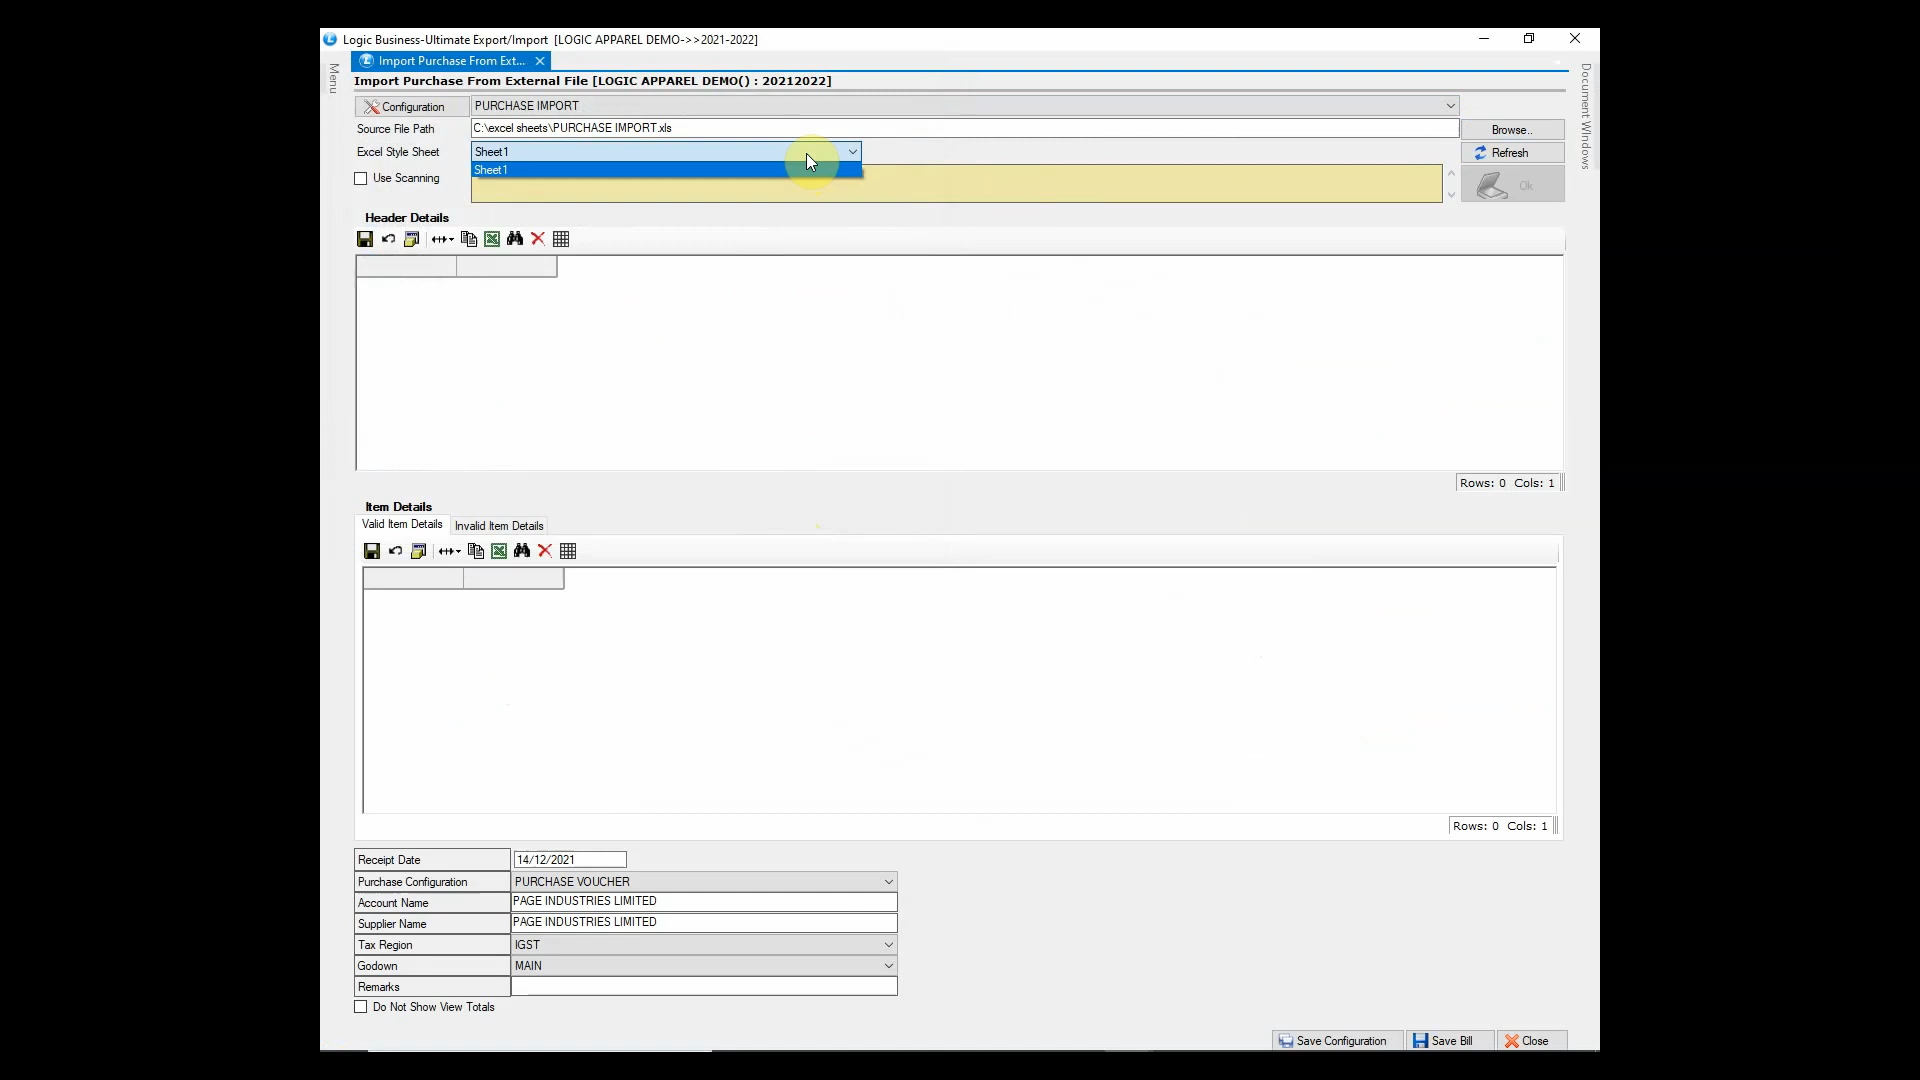 Logic Business-Ultimate Export/Import [LOGIC APPAREL DEMO->>2021-2022]
Menu
Import Purchase From Ext...
Document Windows
Import Purchase From External File [LOGIC APPAREL DEMO() : 20212022]
Configuration PURCHASE IMPORT
Source File Path C:\excel sheets\PURCHASE IMPORT.xls Browse..
Excel Style Sheet Sheet1 Refresh
Sheet1
Use Scanning Ok
Header Details
Rows: 0 Cols: 1
Item Details
Valid Item Details Invalid Item Details
Rows: 0 Cols: 1
Receipt Date 14/12/2021
Purchase Configuration PURCHASE VOUCHER
Account Name PAGE INDUSTRIES LIMITED
Supplier Name PAGE INDUSTRIES LIMITED
Tax Region IGST
Godown MAIN
Remarks
Do Not Show View Totals
Save Configuration Save Bill Close